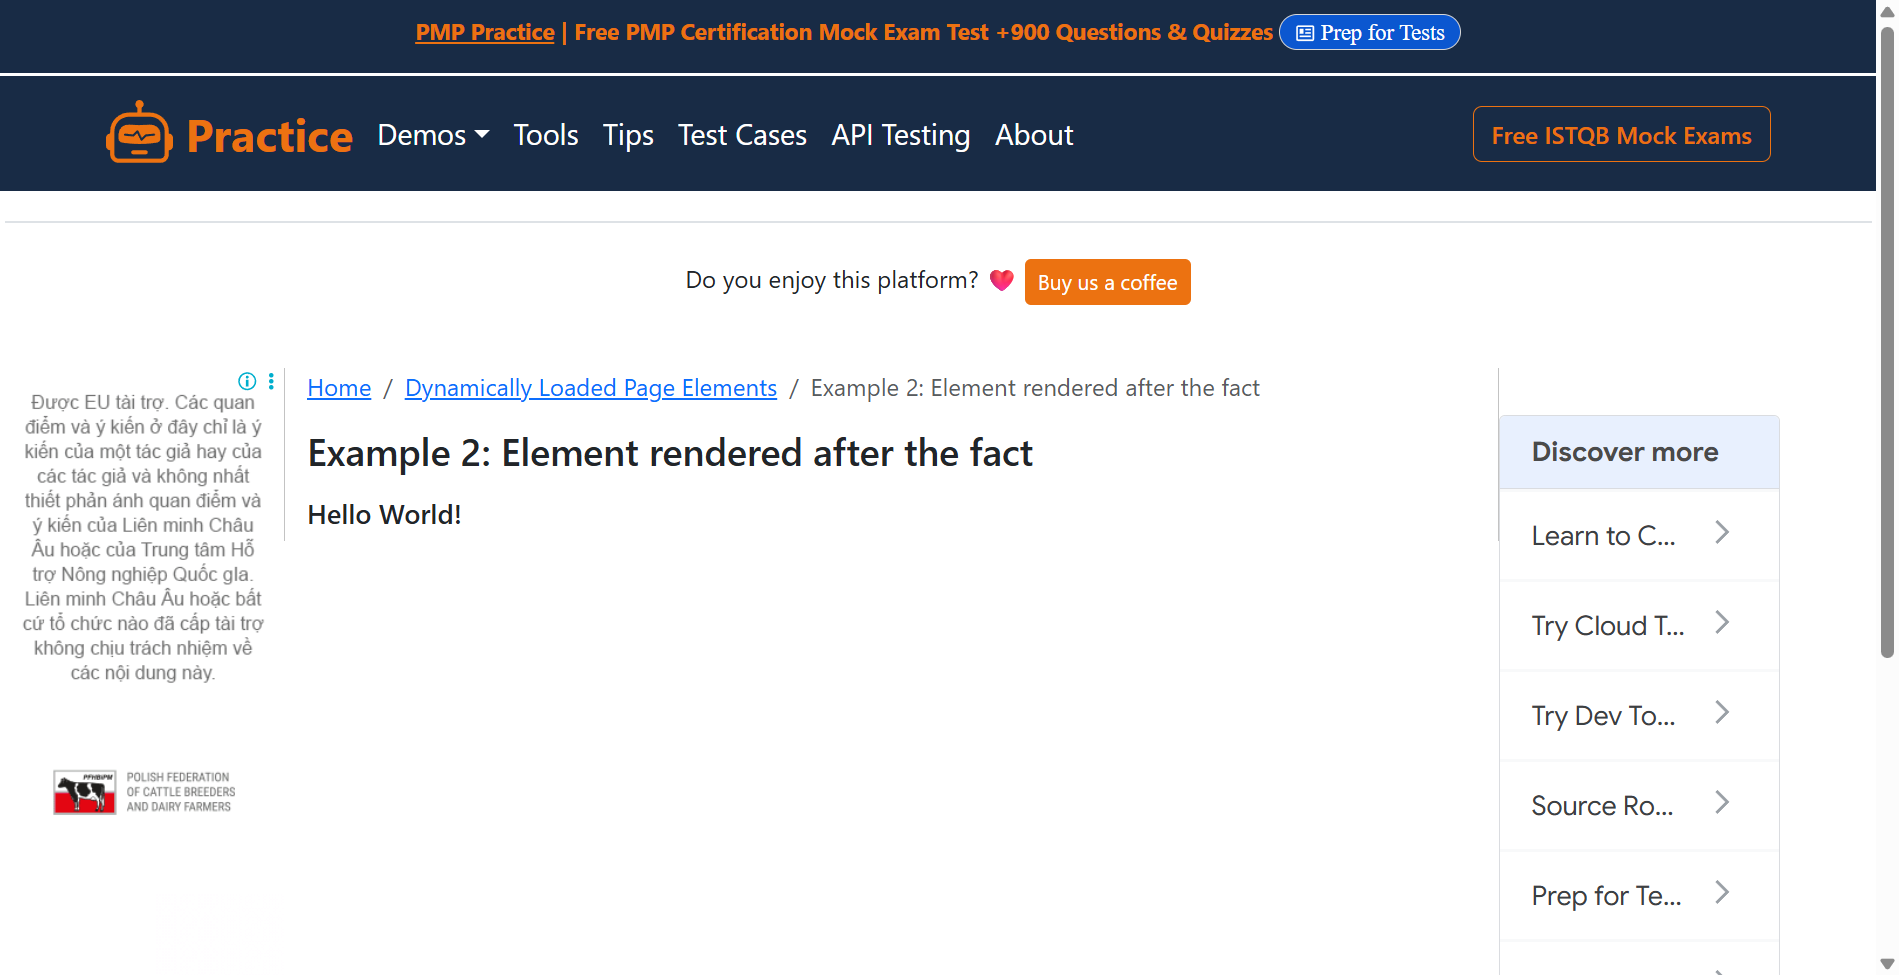 PMP Practice | Free PMP Certification Mock Exam Test +900 Questions & Quizzes Prep for Tests
Practice Demos Tools Tips Test Cases API Testing About Free ISTQB Mock Exams
Do you enjoy this platform? Buy us a coffee
Được EU tài trợ. Các quan
điểm và ý kiến ở đây chỉ là ý
kiến của một tác giả hay của
các tác giả và không nhất
thiết phản ánh quan điểm và
ý kiến của Liên minh Châu
Âu hoặc của Trung tâm Hỗ
trợ Nông nghiệp Quốc gIa.
Liên minh Châu Âu hoặc bất
cứ tổ chức nào đã cấp tài trợ
không chịu trách nhiệm về
các nội dung này.
PFHBiPM
POLISH FEDERATION
OF CATTLE BREEDERS
AND DAIRY FARMERS
Home / Dynamically Loaded Page Elements / Example 2: Element rendered after the fact
Example 2: Element rendered after the fact
Hello World!
Discover more
Learn to C...
Try Cloud T...
Try Dev To...
Source Ro...
Prep for Te...